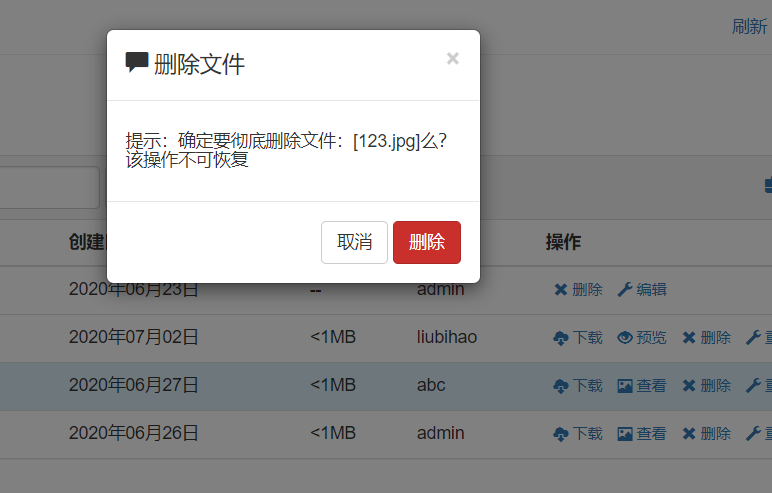 刷新
删除文件 ×
提示：确定要彻底删除文件：[123.jpg]么？
该操作不可恢复
取消 删除
创建 操作
2020年06月23日 -- admin 删除 编辑
2020年07月02日 <1MB liubihao 下载 预览 删除
2020年06月27日 <1MB abc 下载 查看 删除
2020年06月26日 <1MB admin 下载 查看 删除